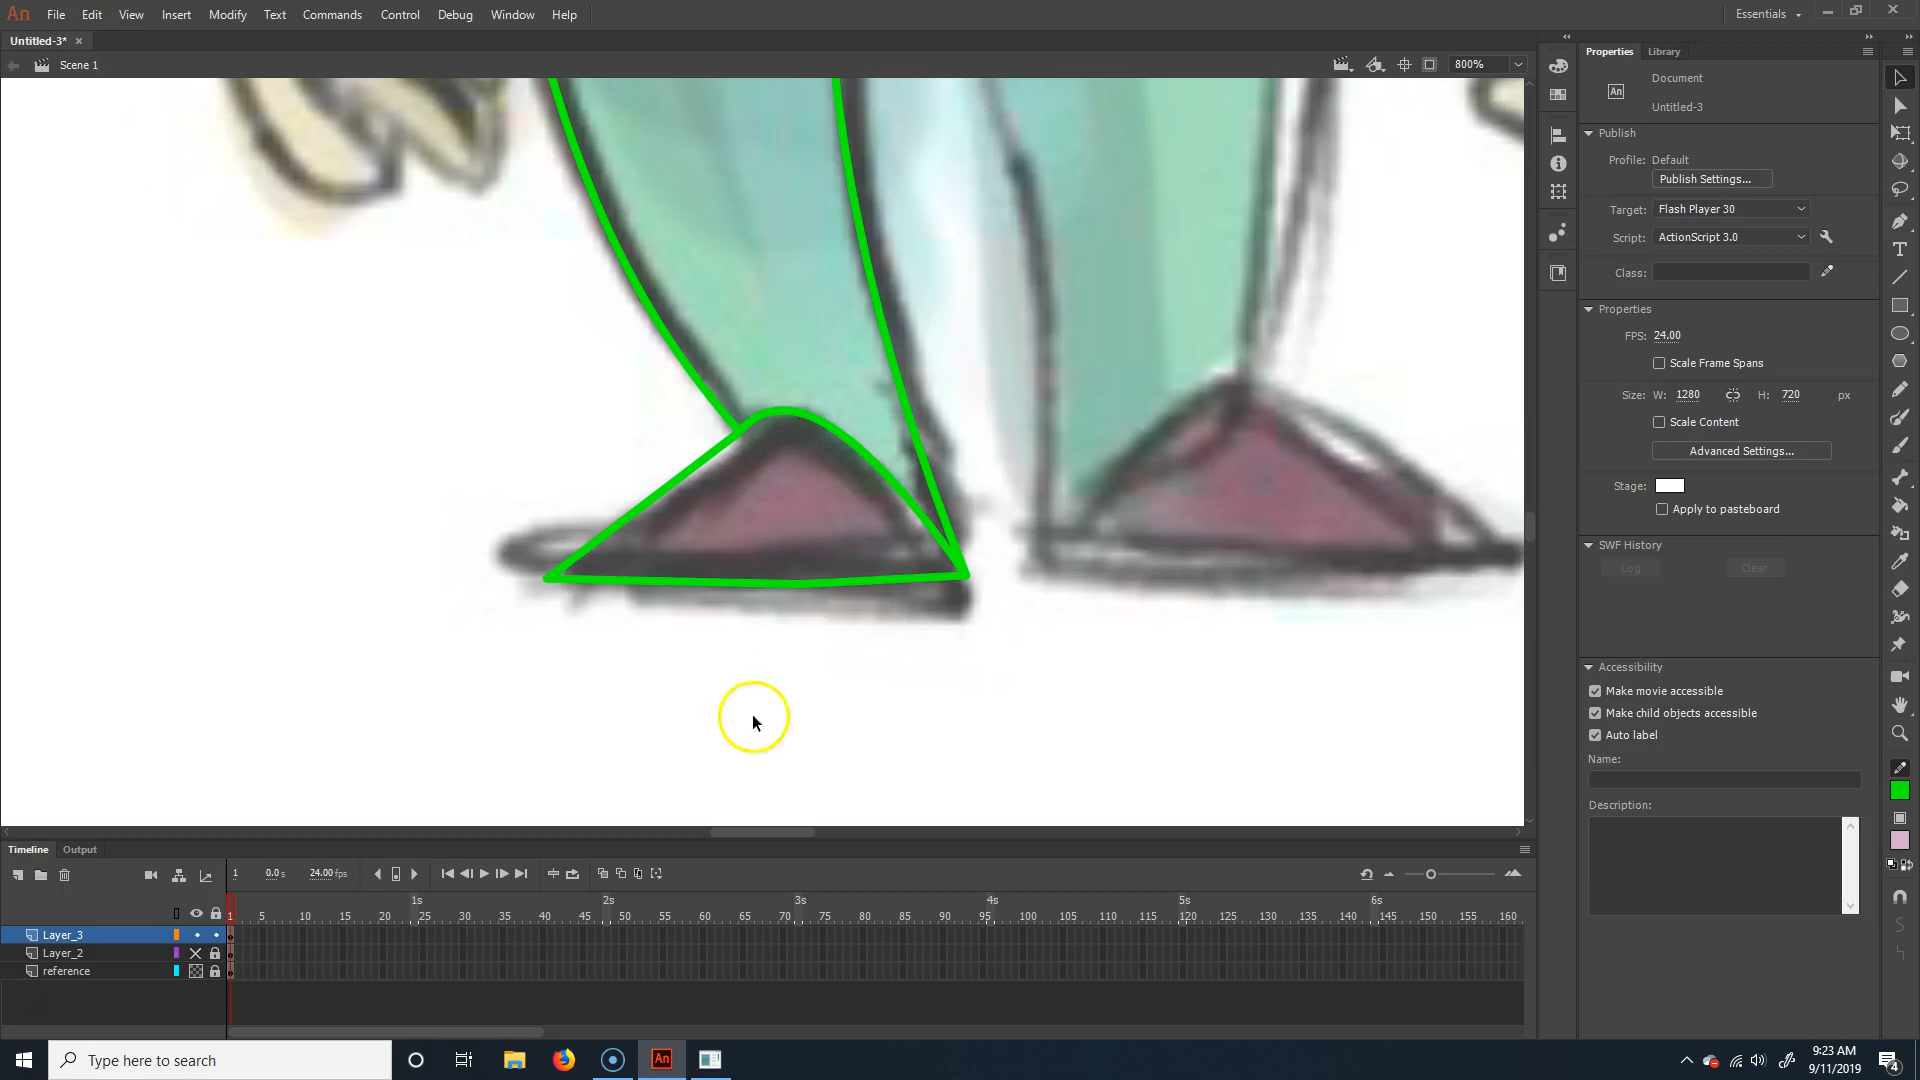 An File Edit View Insert Modify Text Commands Control Debug Window Help Essentials
Untitled-3* ×
Scene 1 800%
Properties Library
Document
An Untitled-3
Publish
Profile: Default
Publish Settings...
Target: Flash Player 30
Script: ActionScript 3.0
Class:
Properties
FPS: 24.00
Scale Frame Spans
Size: W: 1280 H: 720 px
Scale Content
Advanced Settings...
Stage:
Apply to pasteboard
SWF History
Log Clear
Accessibility
Make movie accessible
Make child objects accessible
Auto label
Name:
Description:
Timeline Output
1 0.0 s 24.00 fps
1s 2s 3s 4s 5s 6s
1 5 10 15 20 25 30 35 40 45 50 55 60 65 70 75 80 85 90 95 100 105 110 115 120 125 130 135 140 145 150 155 160
Layer_3
Layer_2
reference
Type here to search
An
9:23 AM
9/11/2019
4